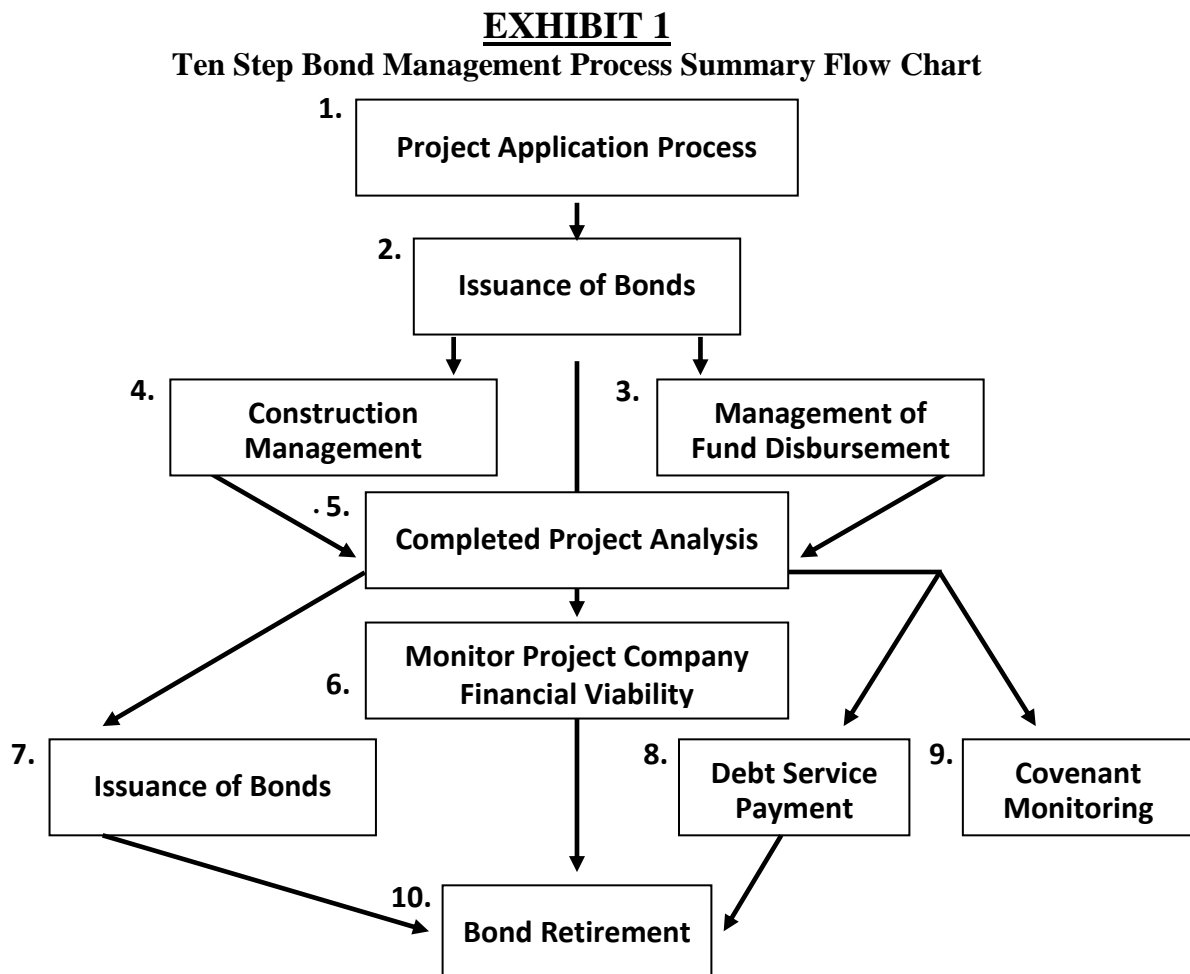 EXHIBIT 1
Ten Step Bond Management Process Summary Flow Chart
1.
Project Application Process
2.
Issuance of Bonds
4.
Construction
Management
3.
Management of
Fund Disbursement
. 5.
Completed Project Analysis
6.
Monitor Project Company
Financial Viability
7.
Issuance of Bonds
8.
Debt Service
Payment
9.
Covenant
Monitoring
10.
Bond Retirement